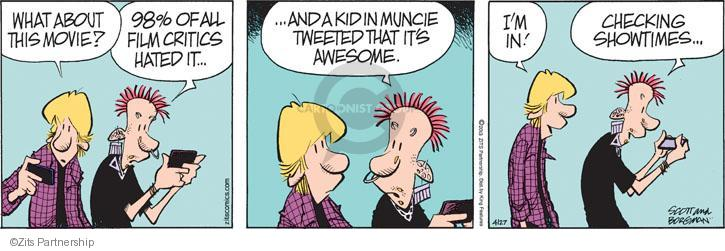 WHAT ABOUT
THIS MOVIE?
98% OF ALL
FILM CRITICS
HATED IT...
zitscomics.com
...AND A KID IN MUNCIE
TWEETED THAT IT'S
AWESOME.
CARTOONIST
©2013 ZITS Partnership. Dist. by King Features
I'M
IN!
CHECKING
SHOWTIMES...
4/27
SCOTT AND
BORGMAN
©Zits Partnership